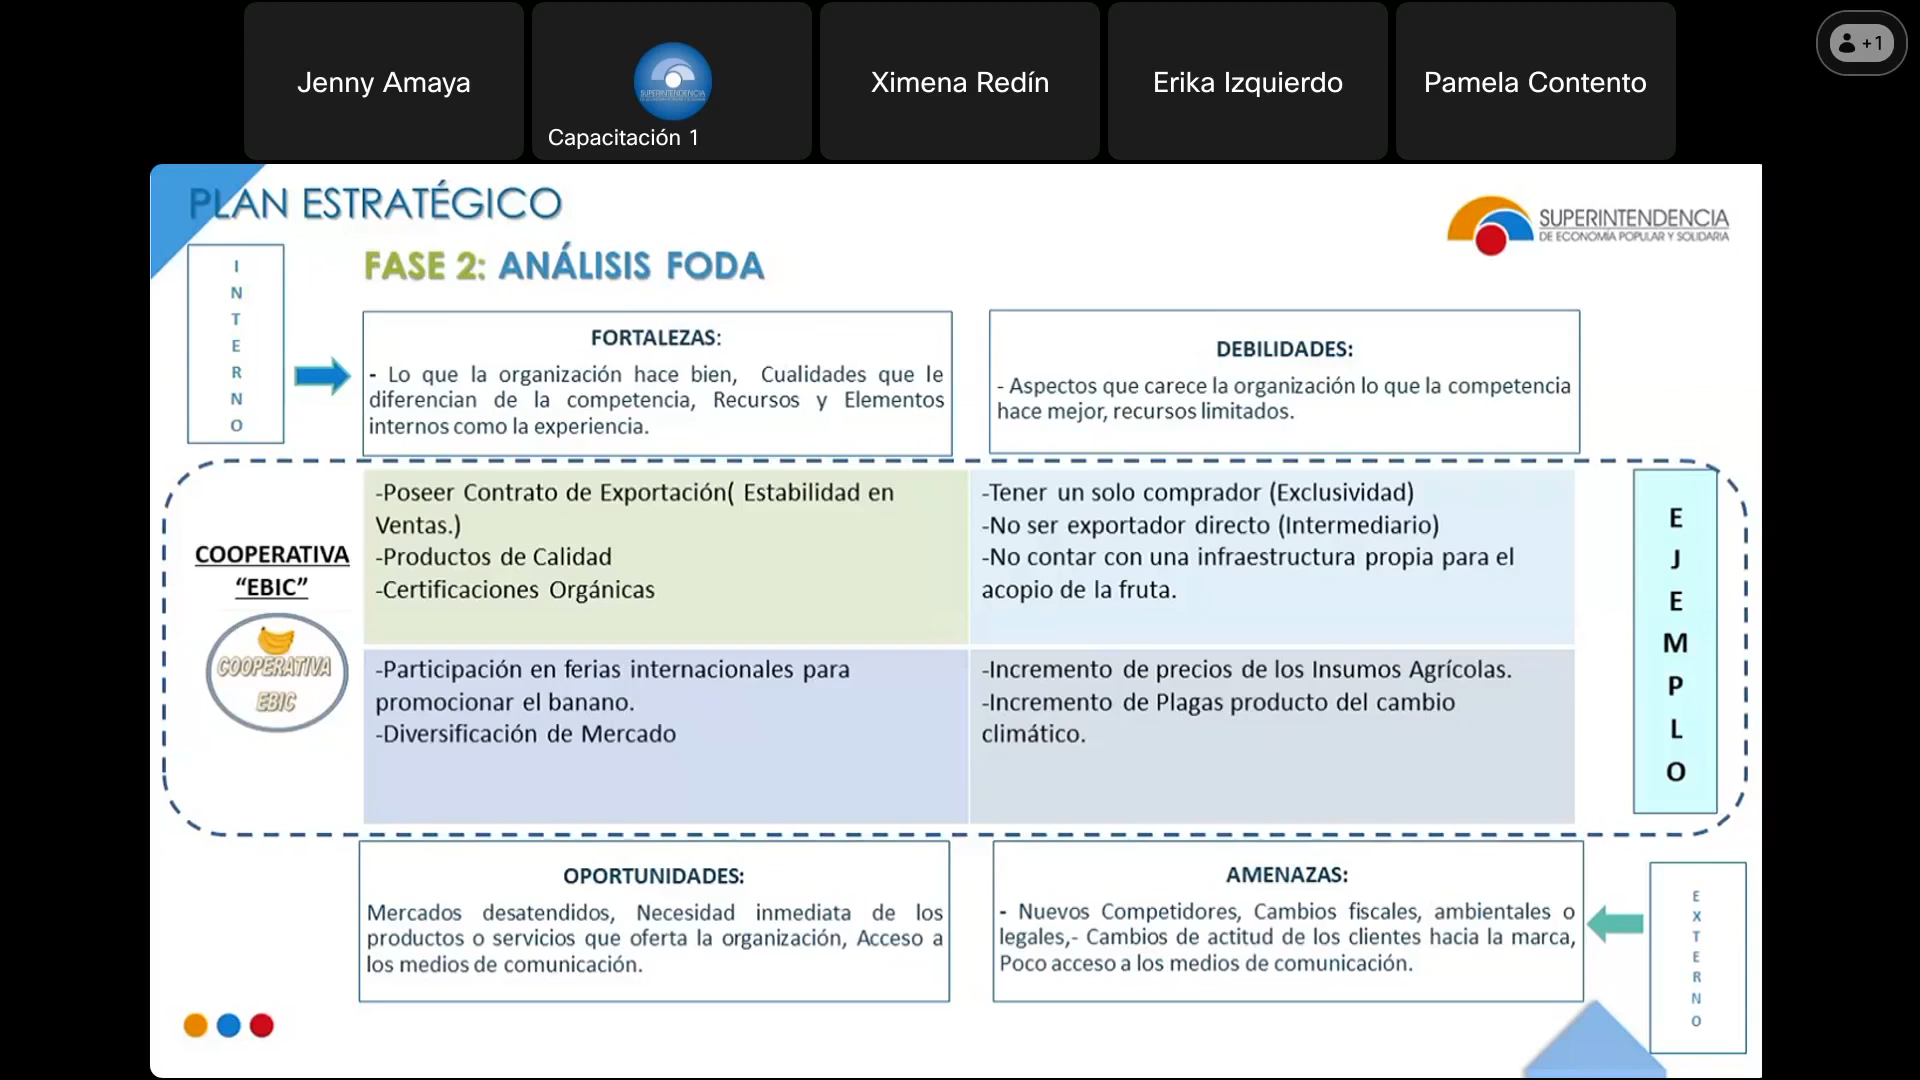 Jenny Amaya
Capacitación 1
Ximena Redín
Erika Izquierdo
Pamela Contento
+1
PLAN ESTRATÉGICO
SUPERINTENDENCIA
DE ECONOMÍA POPULAR Y SOLIDARIA
FASE 2: ANÁLISIS FODA
INTERNO
FORTALEZAS:
- Lo que la organización hace bien, Cualidades que le
diferencian de la competencia, Recursos y Elementos
internos como la experiencia.
DEBILIDADES:
- Aspectos que carece la organización lo que la competencia
hace mejor, recursos limitados.
COOPERATIVA
“EBIC”
COOPERATIVA
EBIC
-Poseer Contrato de Exportación( Estabilidad en
Ventas.)
-Productos de Calidad
-Certificaciones Orgánicas
-Tener un solo comprador (Exclusividad)
-No ser exportador directo (Intermediario)
-No contar con una infraestructura propia para el
acopio de la fruta.
-Participación en ferias internacionales para
promocionar el banano.
-Diversificación de Mercado
-Incremento de precios de los Insumos Agrícolas.
-Incremento de Plagas producto del cambio
climático.
EJEMPLO
OPORTUNIDADES:
Mercados desatendidos, Necesidad inmediata de los
productos o servicios que oferta la organización, Acceso a
los medios de comunicación.
AMENAZAS:
- Nuevos Competidores, Cambios fiscales, ambientales o
legales,- Cambios de actitud de los clientes hacia la marca,
Poco acceso a los medios de comunicación.
EXTERNO